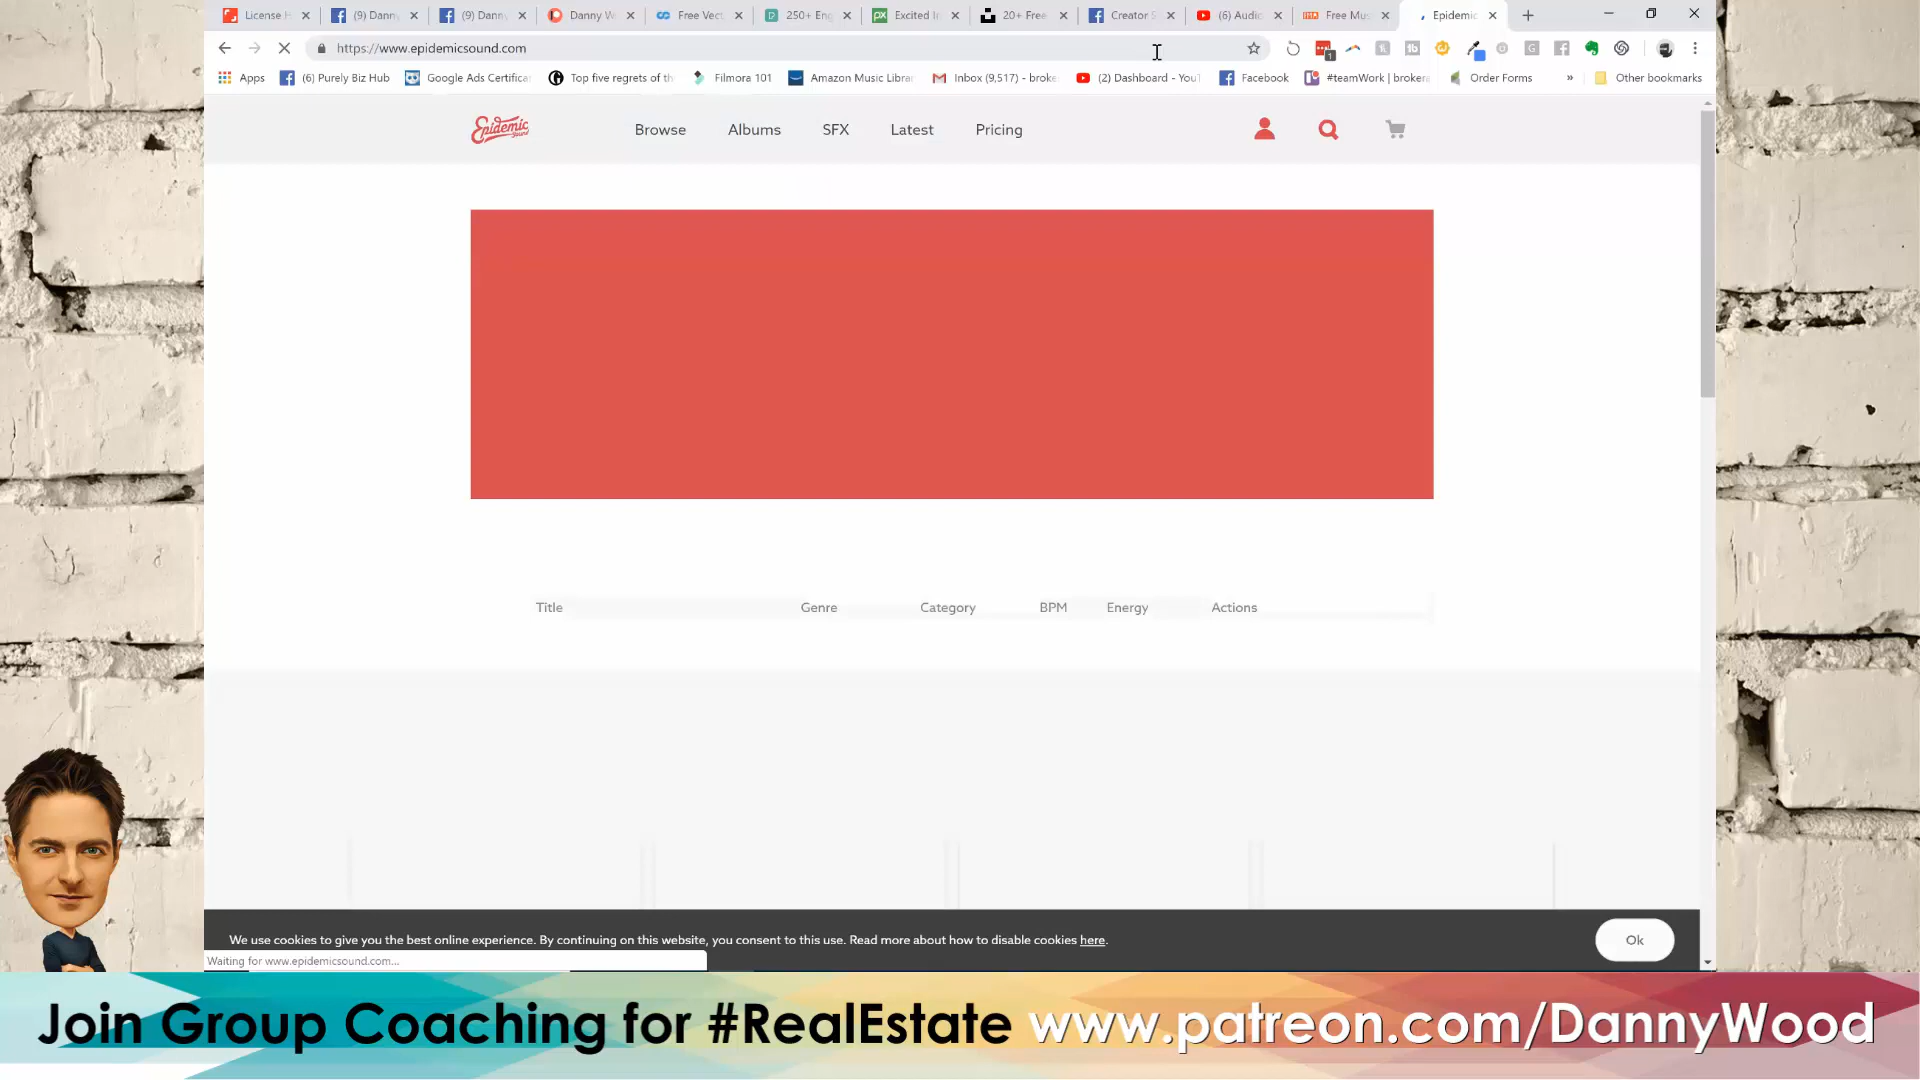 License H
(9) Danny
(9) Danny
Danny W
Free Vect
250+ Eng
Excited In
20+ Free
Creator S
(6) Audio
Free Mus
Epidemic
https://www.epidemicsound.com
Apps
(6) Purely Biz Hub
Google Ads Certifica
Top five regrets of th
Filmora 101
Amazon Music Librar
Inbox (9,517) - broke
(2) Dashboard - YouT
Facebook
#teamWork | brokera
Order Forms
»
Other bookmarks
Epidemic Sound
Browse
Albums
SFX
Latest
Pricing
Title
Genre
Category
BPM
Energy
Actions
We use cookies to give you the best online experience. By continuing on this website, you consent to this use. Read more about how to disable cookies here.
Ok
Waiting for www.epidemicsound.com...
Join Group Coaching for #RealEstate www.patreon.com/DannyWood